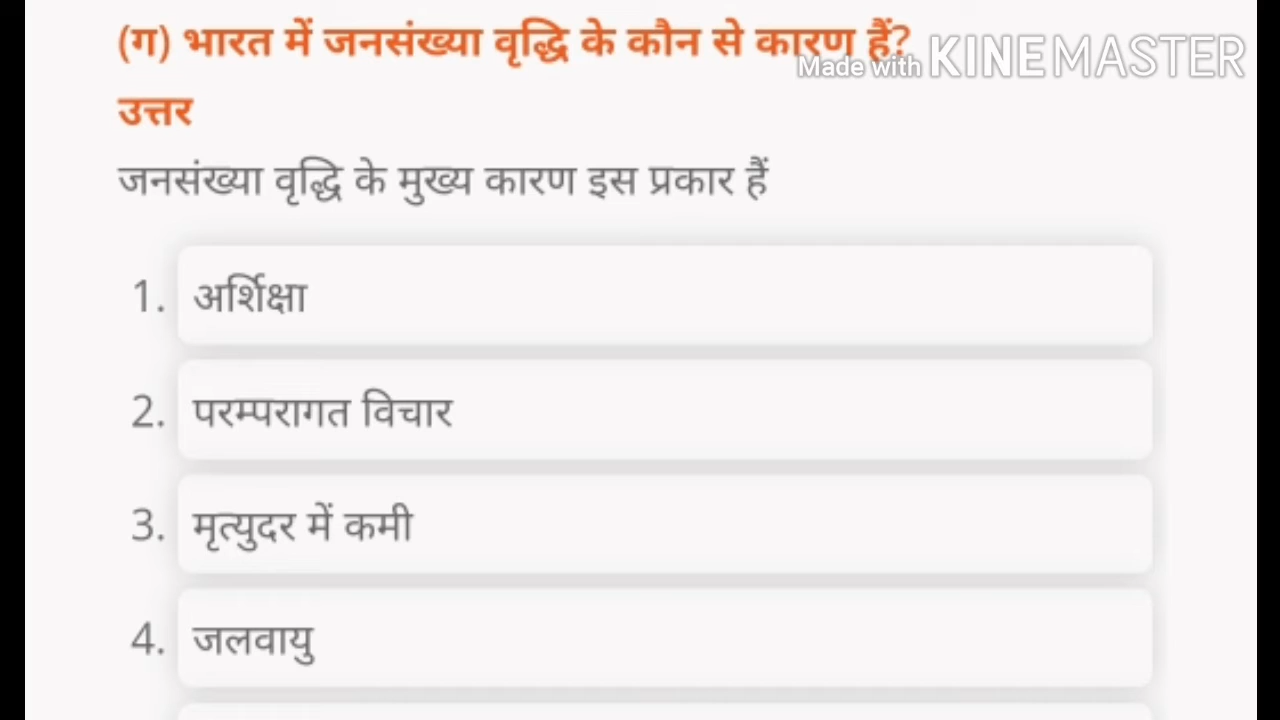 (ग) भारत में जनसंख्या वृद्धि के कौन से कारण हैं?
Made with KINEMASTER
उत्तर
जनसंख्या वृद्धि के मुख्य कारण इस प्रकार हैं
1. अर्शिक्षा
2. परम्परागत विचार
3. मृत्युदर में कमी
4. जलवायु